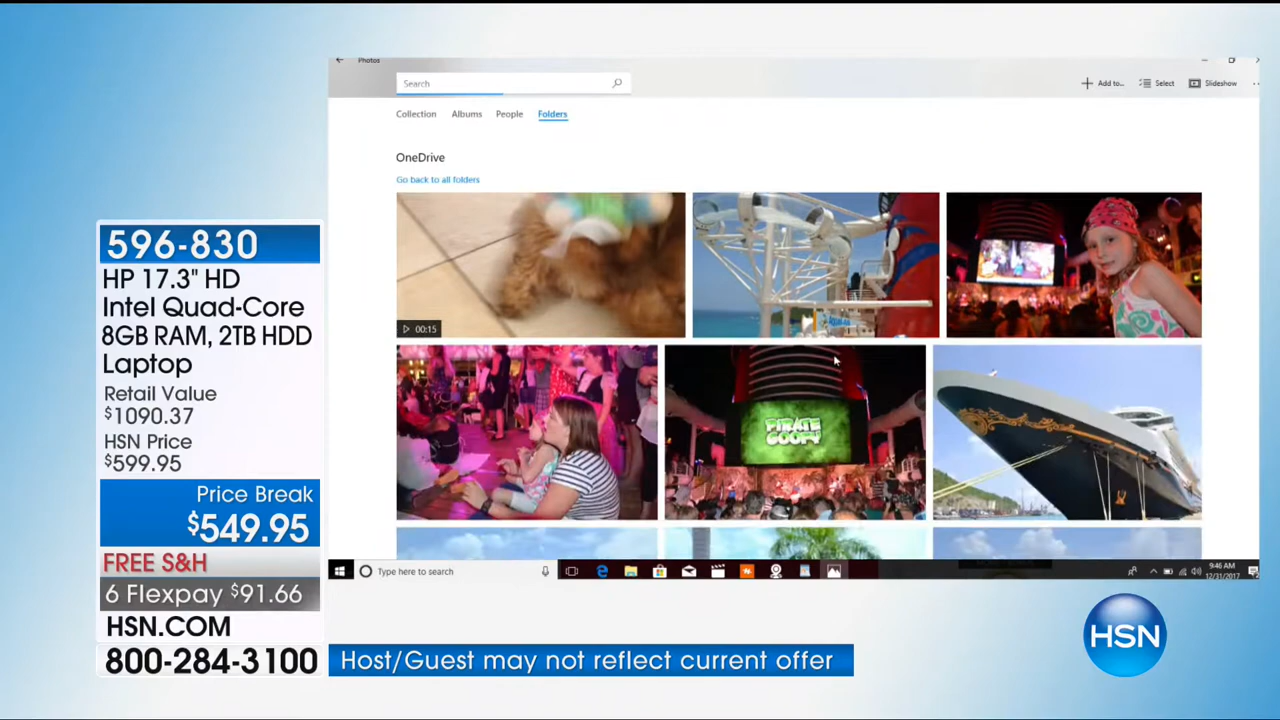 Photos
Search
Add to...
Select
Slideshow
Collection
Albums
People
Folders
OneDrive
Go back to all folders
00:15
PIRATE
GOOFY
Type here to search
9:46 AM
12/31/2017
596-830
HP 17.3" HD
Intel Quad-Core
8GB RAM, 2TB HDD
Laptop
Retail Value
$1090.37
HSN Price
$599.95
Price Break
$549.95
FREE S&H
6 Flexpay $91.66
HSN.COM
800-284-3100
Host/Guest may not reflect current offer
HSN